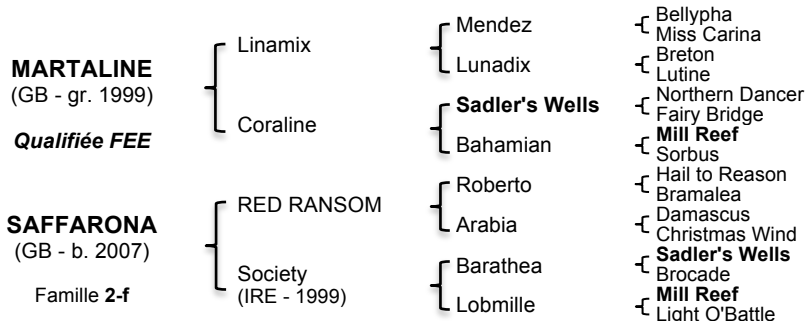 MARTALINE
(GB - gr. 1999)
Qualifiée FEE
SAFFARONA
(GB - b. 2007)
Famille 2-f
Linamix
Coraline
RED RANSOM
Society
(IRE - 1999)
Mendez
Lunadix
Sadler's Wells
Bahamian
Roberto
Arabia
Barathea
Lobmille
Bellypha
Miss Carina
Breton
Lutine
Northern Dancer
Fairy Bridge
Mill Reef
Sorbus
Hail to Reason
Bramalea
Damascus
Christmas Wind
Sadler's Wells
Brocade
Mill Reef
Light O'Battle